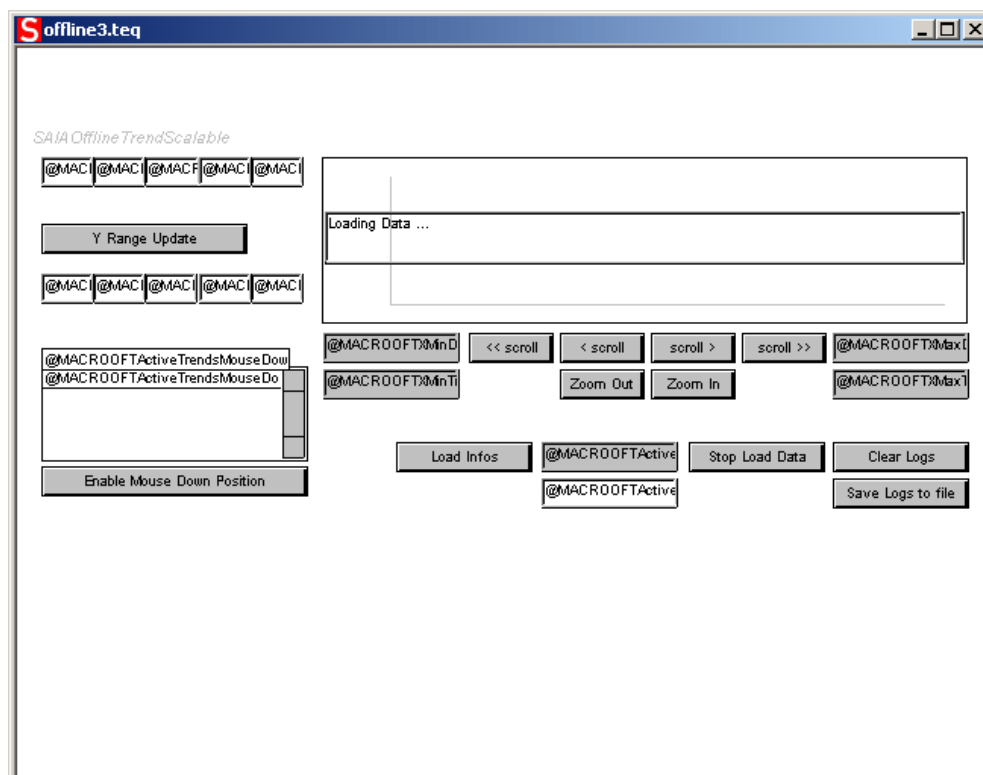 offline3.teq
SAIAOfflineTrendScalable
@MACI @MACI @MACF @MACI @MACI
Loading Data ...
Y Range Update
@MACI @MACI @MACI @MACI @MACI
@MACROOFTXMinD << scroll < scroll scroll > scroll >> @MACROOFTXMaxD
@MACROOFTActiveTrendsMouseDow
@MACROOFTActiveTrendsMouseDo
@MACROOFTXMinTi Zoom Out Zoom In @MACROOFTXMaxT
Load Infos @MACROOFTActive Stop Load Data Clear Logs
Enable Mouse Down Position
@MACROOFTActive Save Logs to file